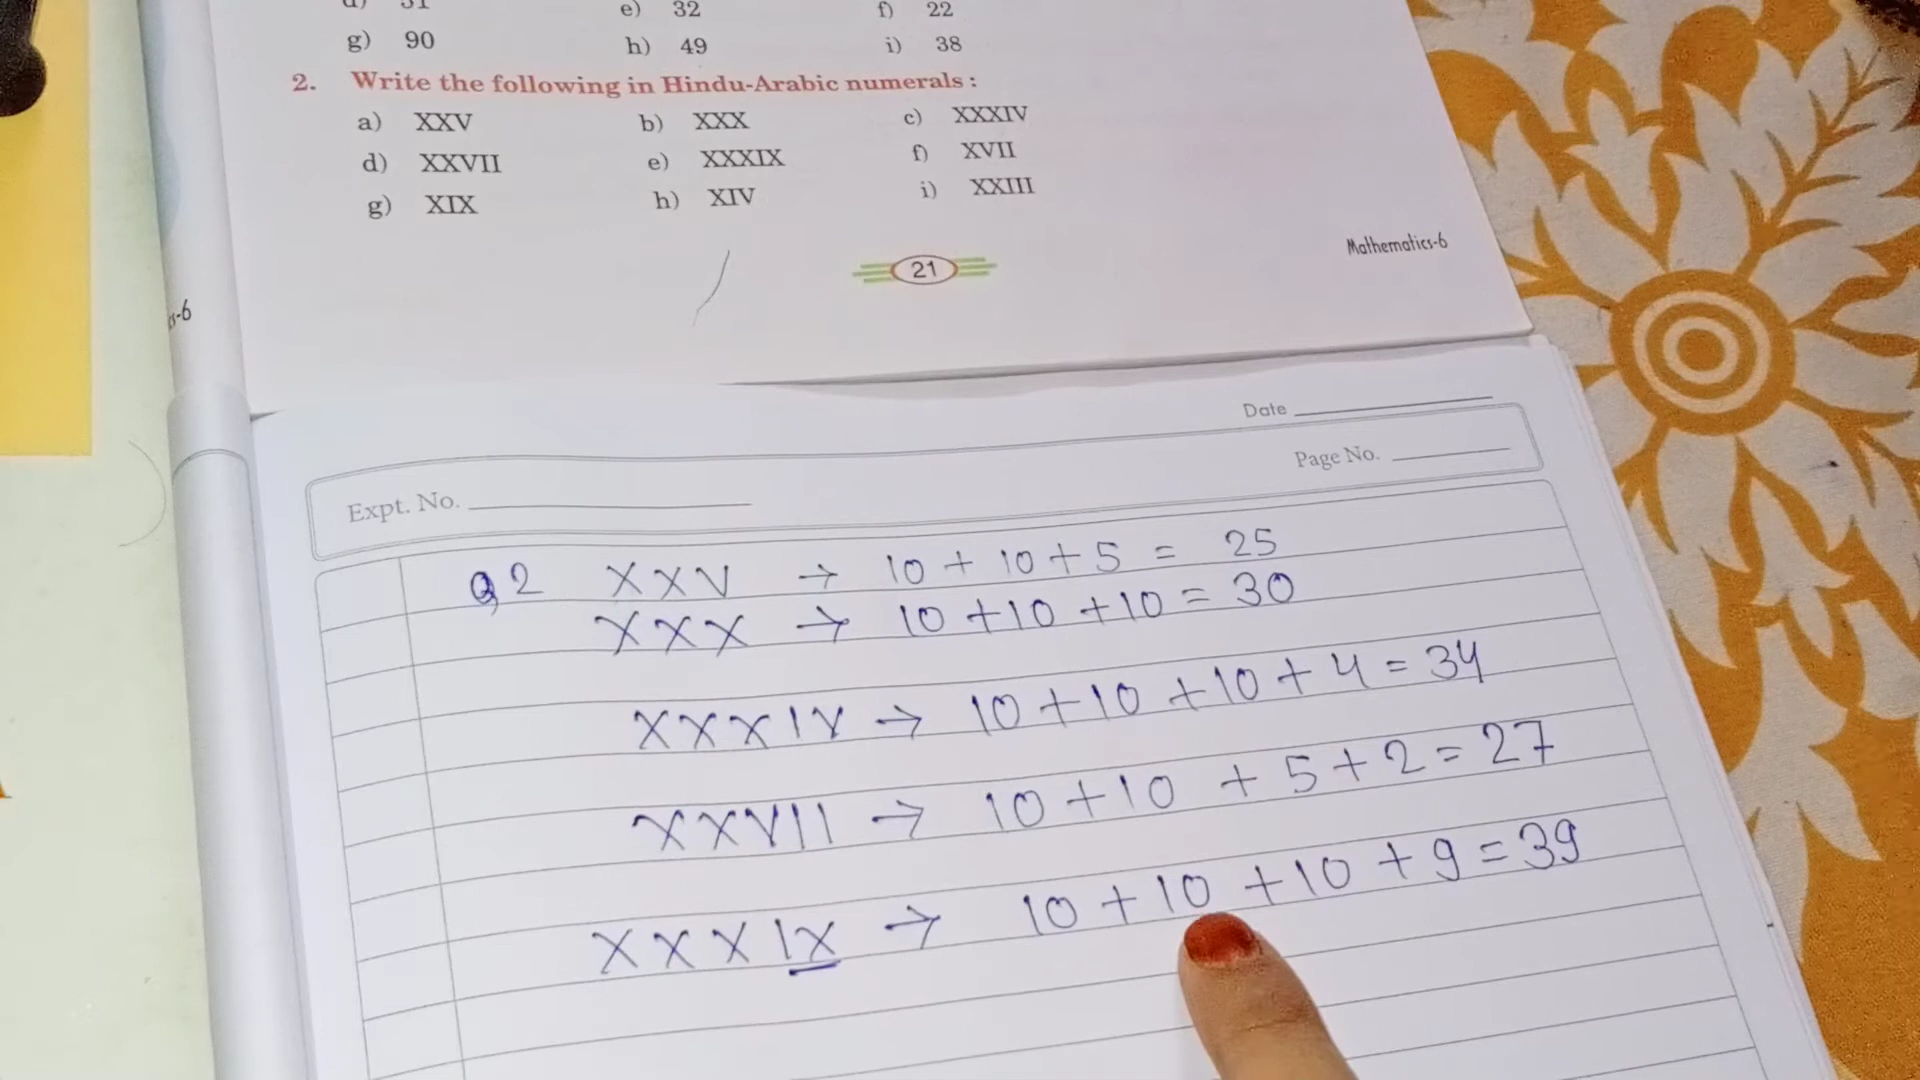 d) 31 e) 32 f) 22
g) 90 h) 49 i) 38
2. Write the following in Hindu-Arabic numerals :
a) XXV b) XXX c) XXXIV
d) XXVII e) XXXIX f) XVII
g) XIX h) XIV i) XXIII
21
Mathematics-6
s-6
Date
Page No.
Expt. No.
Q2 XXV → 10 + 10 + 5 = 25
XXX → 10 + 10 + 10 = 30
XXXIV → 10 + 10 + 10 + 4 = 34
XXVII → 10 + 10 + 5 + 2 = 27
XXXIX → 10 + 10 + 10 + 9 = 39